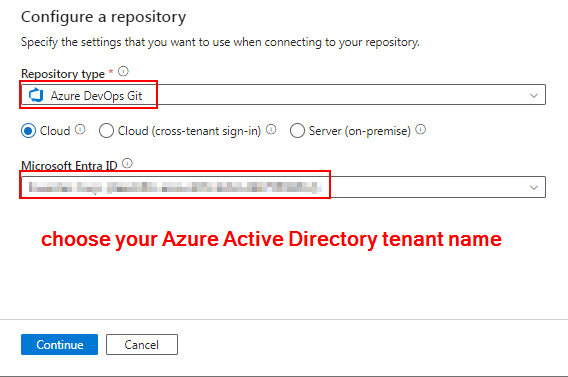 Configure a repository
Specify the settings that you want to use when connecting to your repository.
Repository type *
Azure DevOps Git
Cloud Cloud (cross-tenant sign-in) Server (on-premise)
Microsoft Entra ID
choose your Azure Active Directory tenant name
Continue Cancel